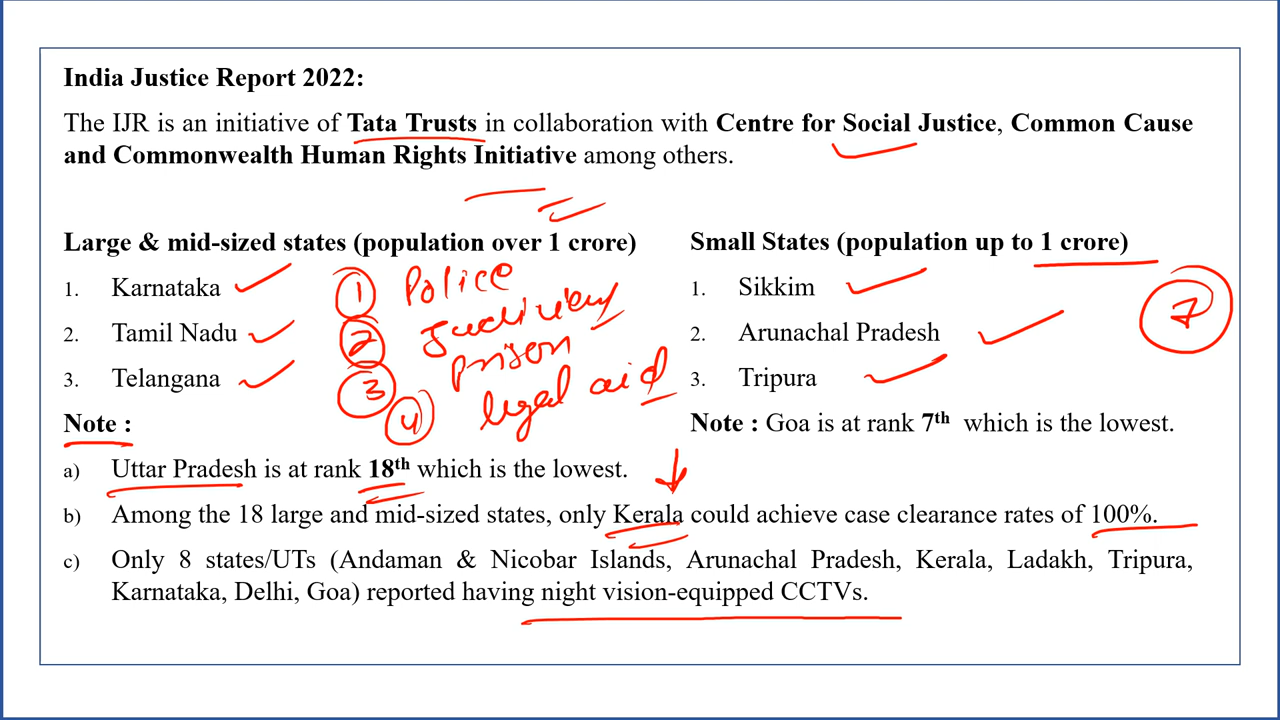 India Justice Report 2022:
The IJR is an initiative of Tata Trusts in collaboration with Centre for Social Justice, Common Cause
and Commonwealth Human Rights Initiative among others.
Large & mid-sized states (population over 1 crore)
1. Karnataka
2. Tamil Nadu
3. Telangana
1 Police
2 Judiciary
3 prison
4 legal aid
Note :
Small States (population up to 1 crore)
1. Sikkim
2. Arunachal Pradesh
3. Tripura
7
Note : Goa is at rank 7th which is the lowest.
a) Uttar Pradesh is at rank 18th which is the lowest.
b) Among the 18 large and mid-sized states, only Kerala could achieve case clearance rates of 100%.
c) Only 8 states/UTs (Andaman & Nicobar Islands, Arunachal Pradesh, Kerala, Ladakh, Tripura,
Karnataka, Delhi, Goa) reported having night vision-equipped CCTVs.